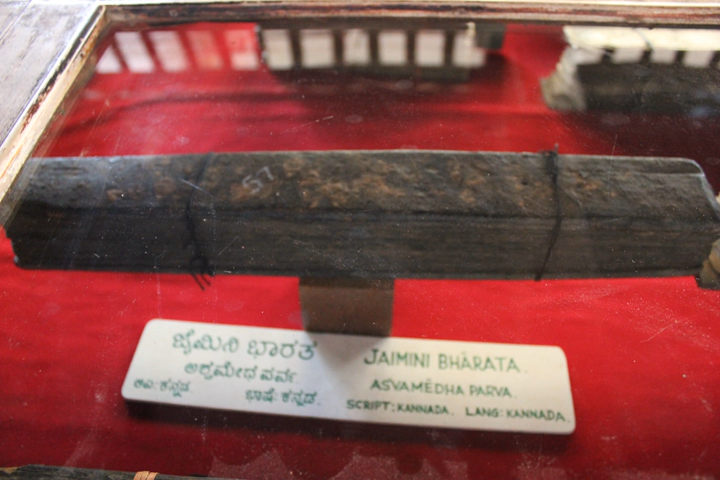 57
ಜೈಮಿನಿ ಭಾರತ
ಅಶ್ವಮೇಧ ಪರ್ವ
ಲಿಪಿ: ಕನ್ನಡ. ಭಾಷೆ: ಕನ್ನಡ.
JAIMINI BHĀRATA.
ASVAMĒDHA PARVA.
SCRIPT: KANNADA. LANG: KANNADA.